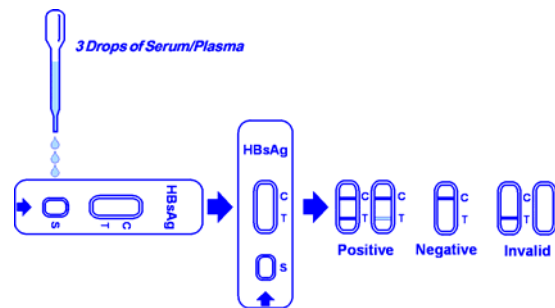 3 Drops of Serum/Plasma
S
C
T
HBsAg
HBsAg
C
T
S
C
T
C
T
C
T
C
T
Positive
Negative
Invalid